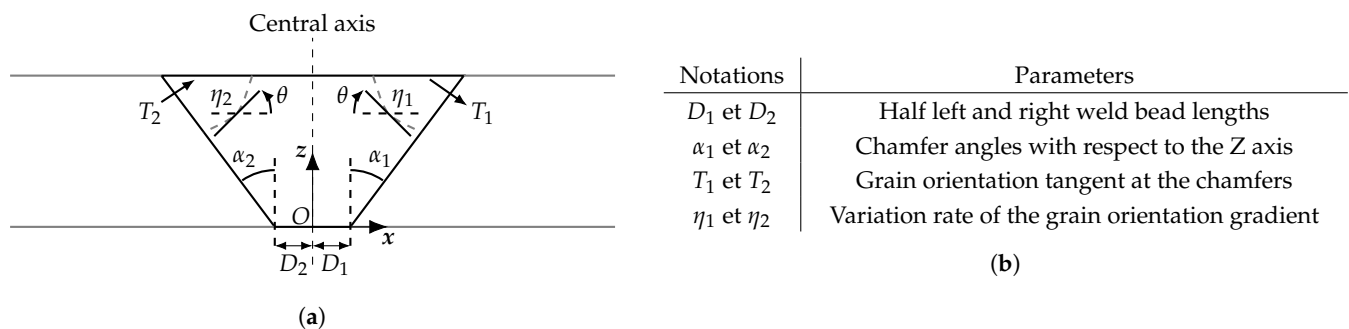 Central axis
T₂
η₂
θ
θ
η₁
T₁
α₂
z
α₁
O
x
D₂
D₁
(a)
Notations Parameters
D₁ et D₂ Half left and right weld bead lengths
α₁ et α₂ Chamfer angles with respect to the Z axis
T₁ et T₂ Grain orientation tangent at the chamfers
η₁ et η₂ Variation rate of the grain orientation gradient
(b)